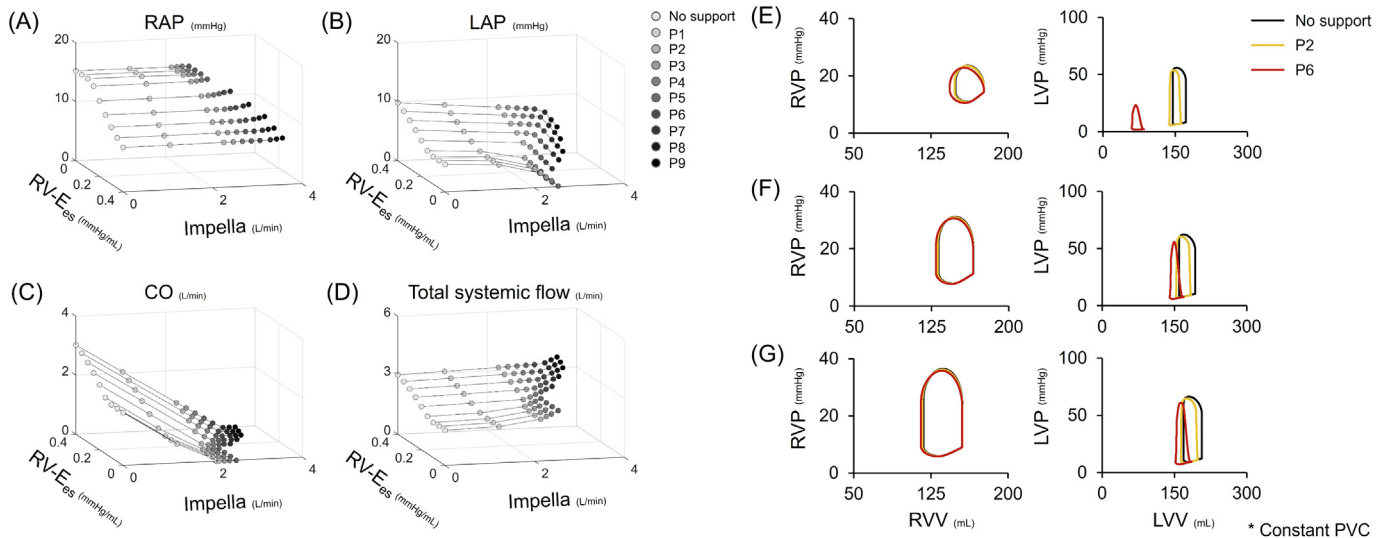 (A)
RAP (mmHg)
20
10
0
0
0.2
0.4
RV-Ees (mmHg/mL)
0
2
4
Impella (L/min)
(B)
LAP (mmHg)
20
10
0
0
0.2
0.4
RV-Ees (mmHg/mL)
0
2
4
Impella (L/min)
No support
P1
P2
P3
P4
P5
P6
P7
P8
P9
(C)
CO (L/min)
4
2
0
0.4
0.2
0
RV-Ees (mmHg/mL)
0
2
4
Impella (L/min)
(D)
Total systemic flow (L/min)
6
3
0
0.4
0.2
0
RV-Ees (mmHg/mL)
0
2
4
Impella (L/min)
(E)
RVP (mmHg)
40
20
0
50
125
200
LVP (mmHg)
100
50
0
0
150
300
No support
P2
P6
(F)
RVP (mmHg)
40
20
0
50
125
200
LVP (mmHg)
100
50
0
0
150
300
(G)
RVP (mmHg)
40
20
0
50
125
200
RVV (mL)
LVP (mmHg)
100
50
0
0
150
300
LVV (mL)
* Constant PVC